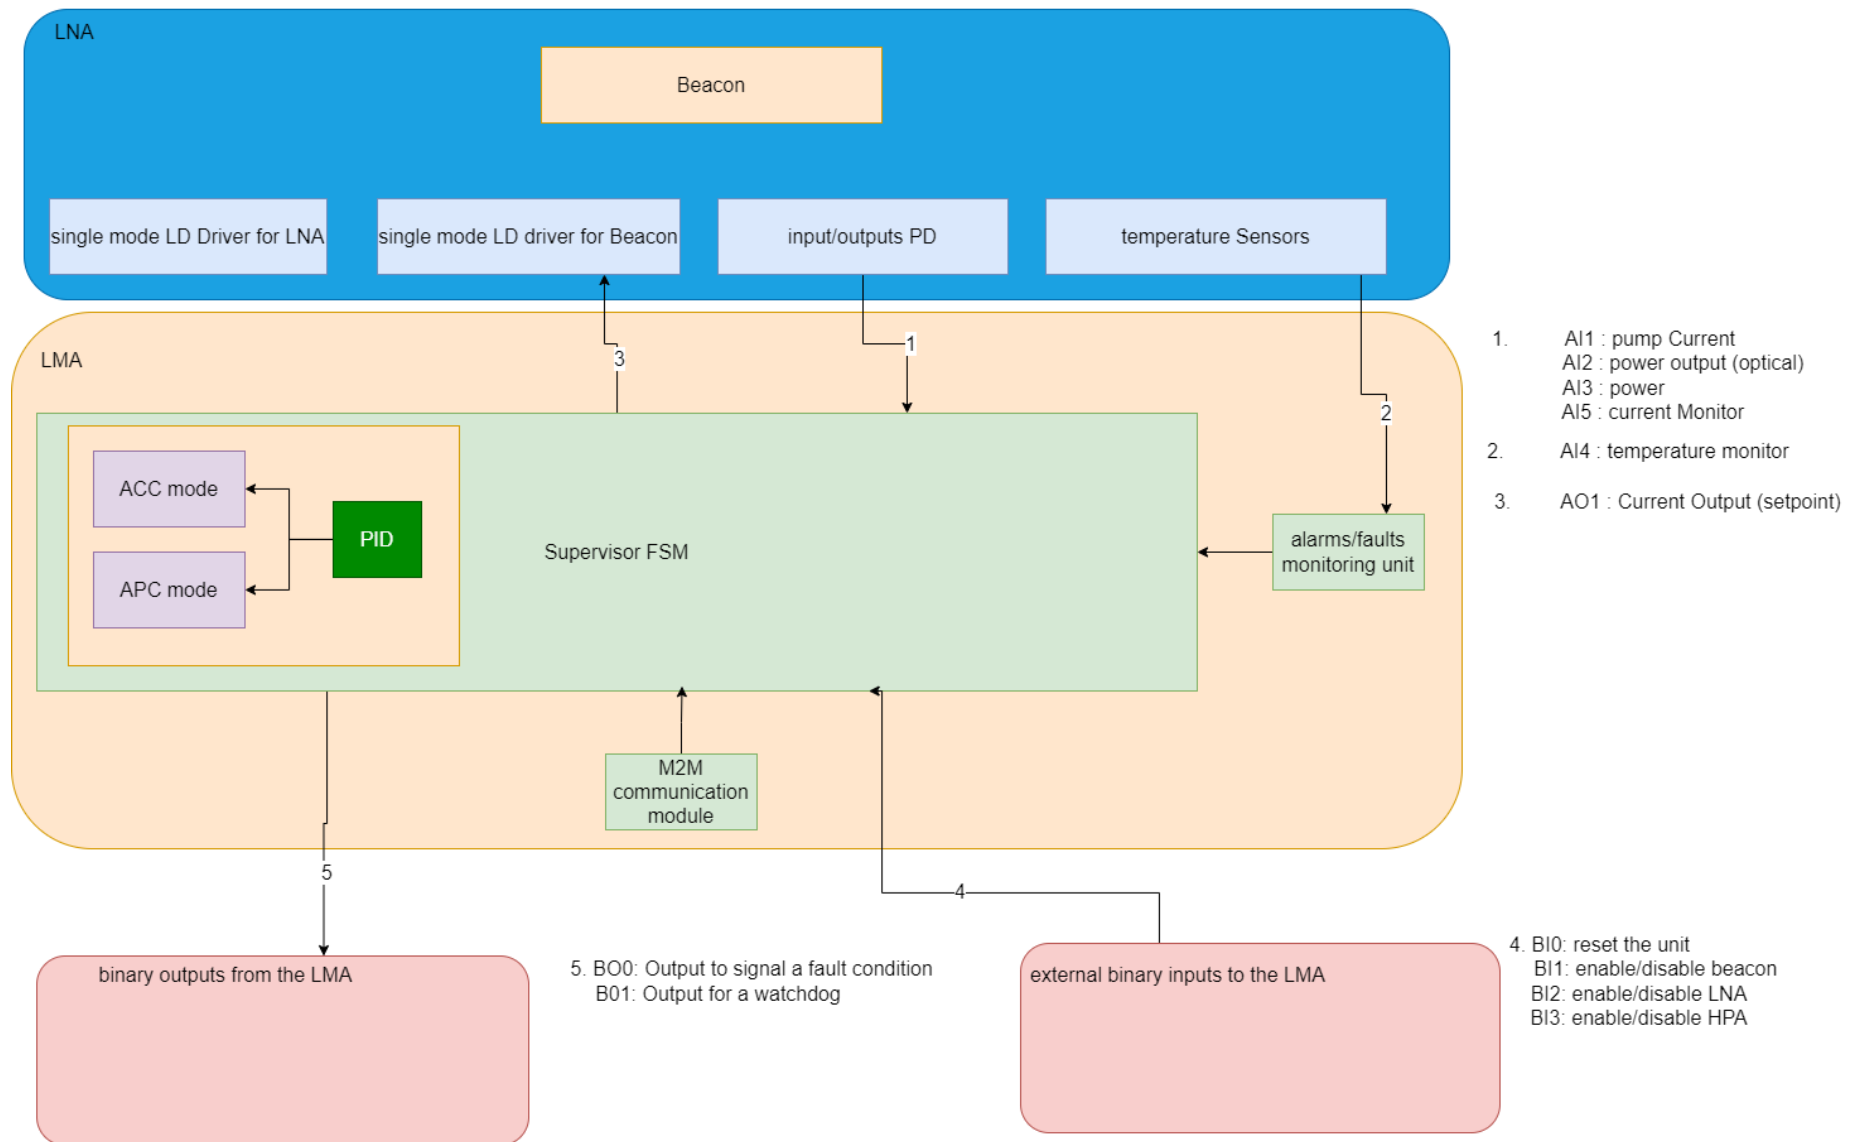 LNA
Beacon
single mode LD Driver for LNA
single mode LD driver for Beacon
input/outputs PD
temperature Sensors
LMA
3
1
2
1. AI1 : pump Current
AI2 : power output (optical)
AI3 : power
AI5 : current Monitor
2. AI4 : temperature monitor
3. AO1 : Current Output (setpoint)
ACC mode
PID
APC mode
Supervisor FSM
alarms/faults
monitoring unit
M2M
communication
module
5
4
binary outputs from the LMA
5. BO0: Output to signal a fault condition
B01: Output for a watchdog
external binary inputs to the LMA
4. BI0: reset the unit
BI1: enable/disable beacon
BI2: enable/disable LNA
BI3: enable/disable HPA